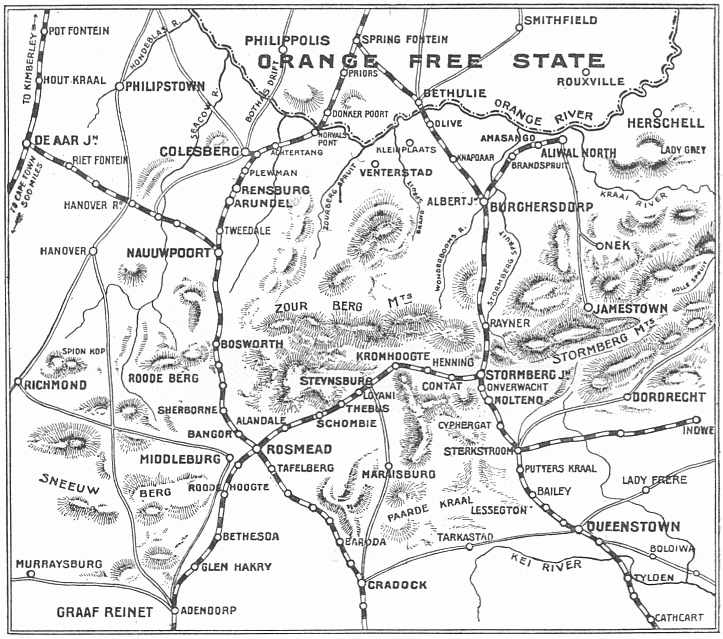 POT FONTEIN
TO KIMBERLEY
HONDEBLAS R.
PHILIPPOLIS
SPRING FONTEIN
SMITHFIELD
ORANGE FREE STATE
HOUT KRAAL
PHILIPSTOWN
BOTHAS DRIFT
PRIORS
ROUXVILLE
BETHULIE
SEACOW R.
DONKER POORT
ORANGE RIVER
HERSCHELL
DE AAR JN
OLIVE
NORVALS
PONT
AMASANGO
COLESBERG
ACHTERTANG
KLEINPLAATS
ALIWAL NORTH
LADY GREY
RIET FONTEIN
KNAPDAAR
BRANDSPRUIT
PLEWMAN
VENTERSTAD
TO CAPE TOWN
500 MILES
RENSBURG
ARUNDEL
ZOURBERG SPRUIT
KRAAI RIVER
HANOVER RD
ALBERT JN
BURGHERSDORP
TWEEDALE
HANOVER
NAUUWPOORT
WONDERBOOMS R.
STORMBERG SPRUIT
NEK
HOLLE SPRUIT
ZOUR BERG MTS
JAMESTOWN
RAYNER
STORMBERG MTS
BOSWORTH
SPION KOP
KROMHOOGTE
HENNING
RICHMOND
ROODE BERG
STEYNSBURG
CONTAT
STORMBERG JN
ONVERWACHT
LOYANI
MOLTENO
DORDRECHT
SHERBORNE
THEBUS
ALANDALE
SCHOMBIE
CYPHERGAT
INDWE
BANGOR
ROSMEAD
STERKSTROOM
MIDDLEBURG
TAFELBERG
MARAISBURG
PUTTERS KRAAL
SNEEUW
BERG
ROODE HOOGTE
LADY FRERE
BAILEY
PAARDE KRAAL
LESSEGTON
BETHESDA
BARODA
TARKASTAD
QUEENSTOWN
GLEN HARRY
KEI RIVER
BOLOIWA
MURRAYSBURG
TYLDEN
CRADOCK
GRAAF REINET
ADENDORP
CATHCART